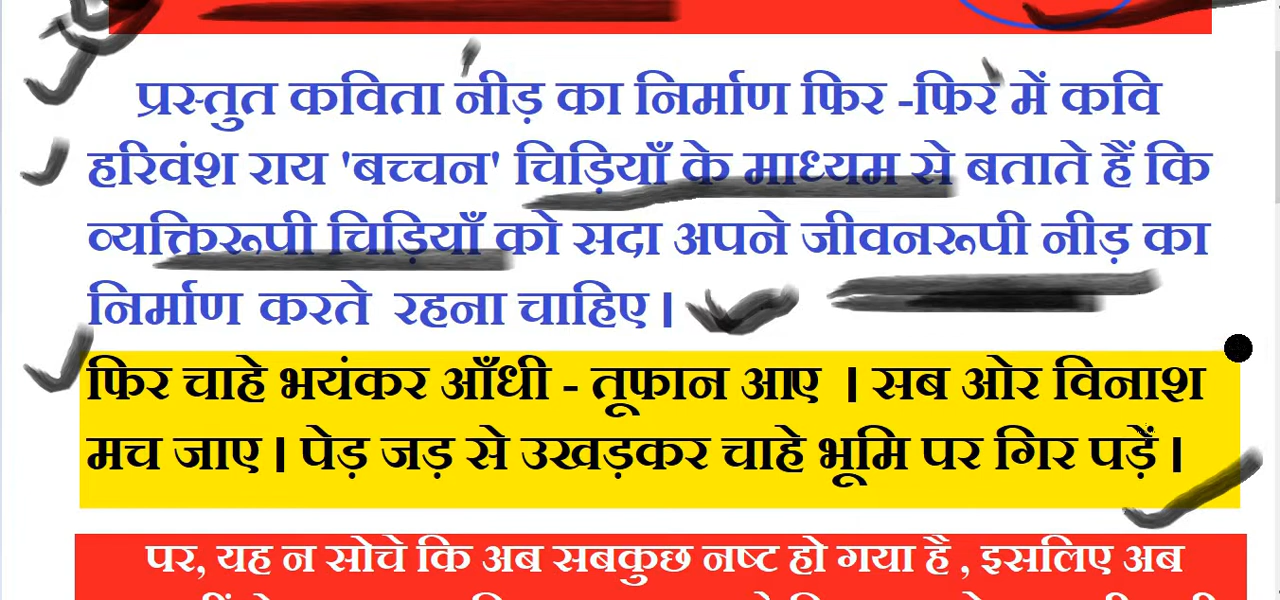 प्रस्तुत कविता नीड़ का निर्माण फिर -फिर में कवि
हरिवंश राय 'बच्चन' चिड़ियाँ के माध्यम से बताते हैं कि
व्यक्तिरूपी चिड़ियाँ को सदा अपने जीवनरूपी नीड़ का
निर्माण करते रहना चाहिए ।
फिर चाहे भयंकर आँधी - तूफान आए । सब ओर विनाश
मच जाए । पेड़ जड़ से उखड़कर चाहे भूमि पर गिर पड़ें ।
पर, यह न सोचे कि अब सबकुछ नष्ट हो गया है , इसलिए अब